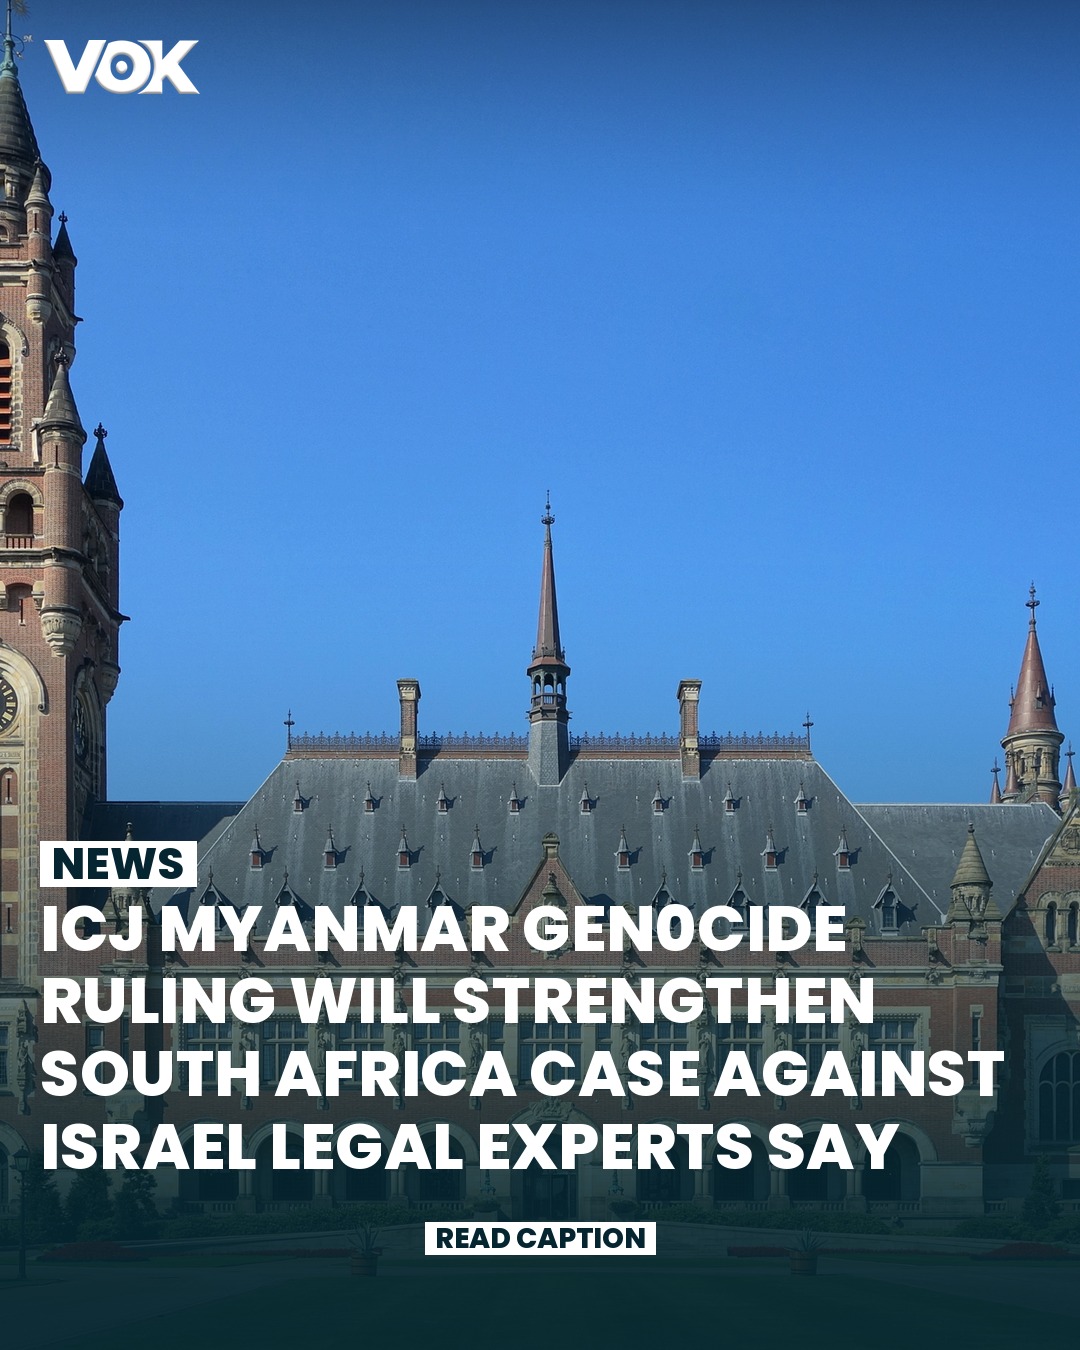 VOK
NEWS
ICJ MYANMAR GEN0CIDE
RULING WILL STRENGTHEN
SOUTH AFRICA CASE AGAINST
ISRAEL LEGAL EXPERTS SAY
READ CAPTION